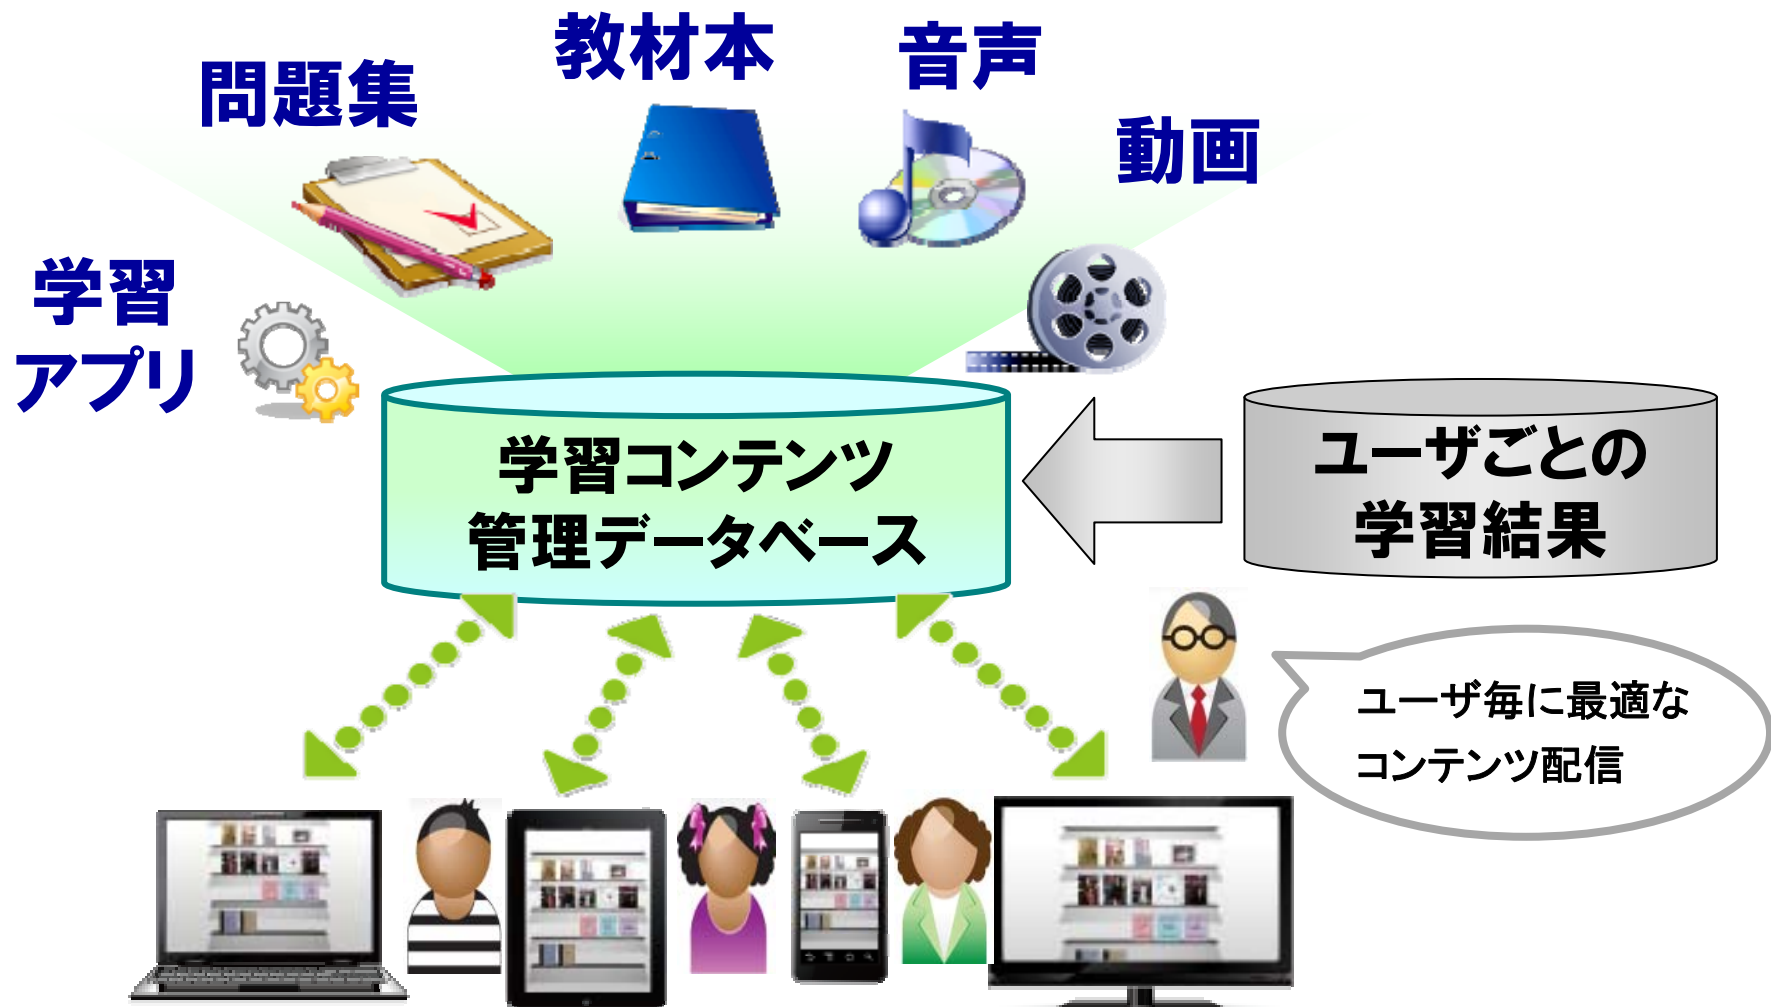 教材本
音声
問題集
動画
学習
アプリ
学習コンテンツ
管理データベース
ユーザごとの
学習結果
ユーザ毎に最適な
コンテンツ配信